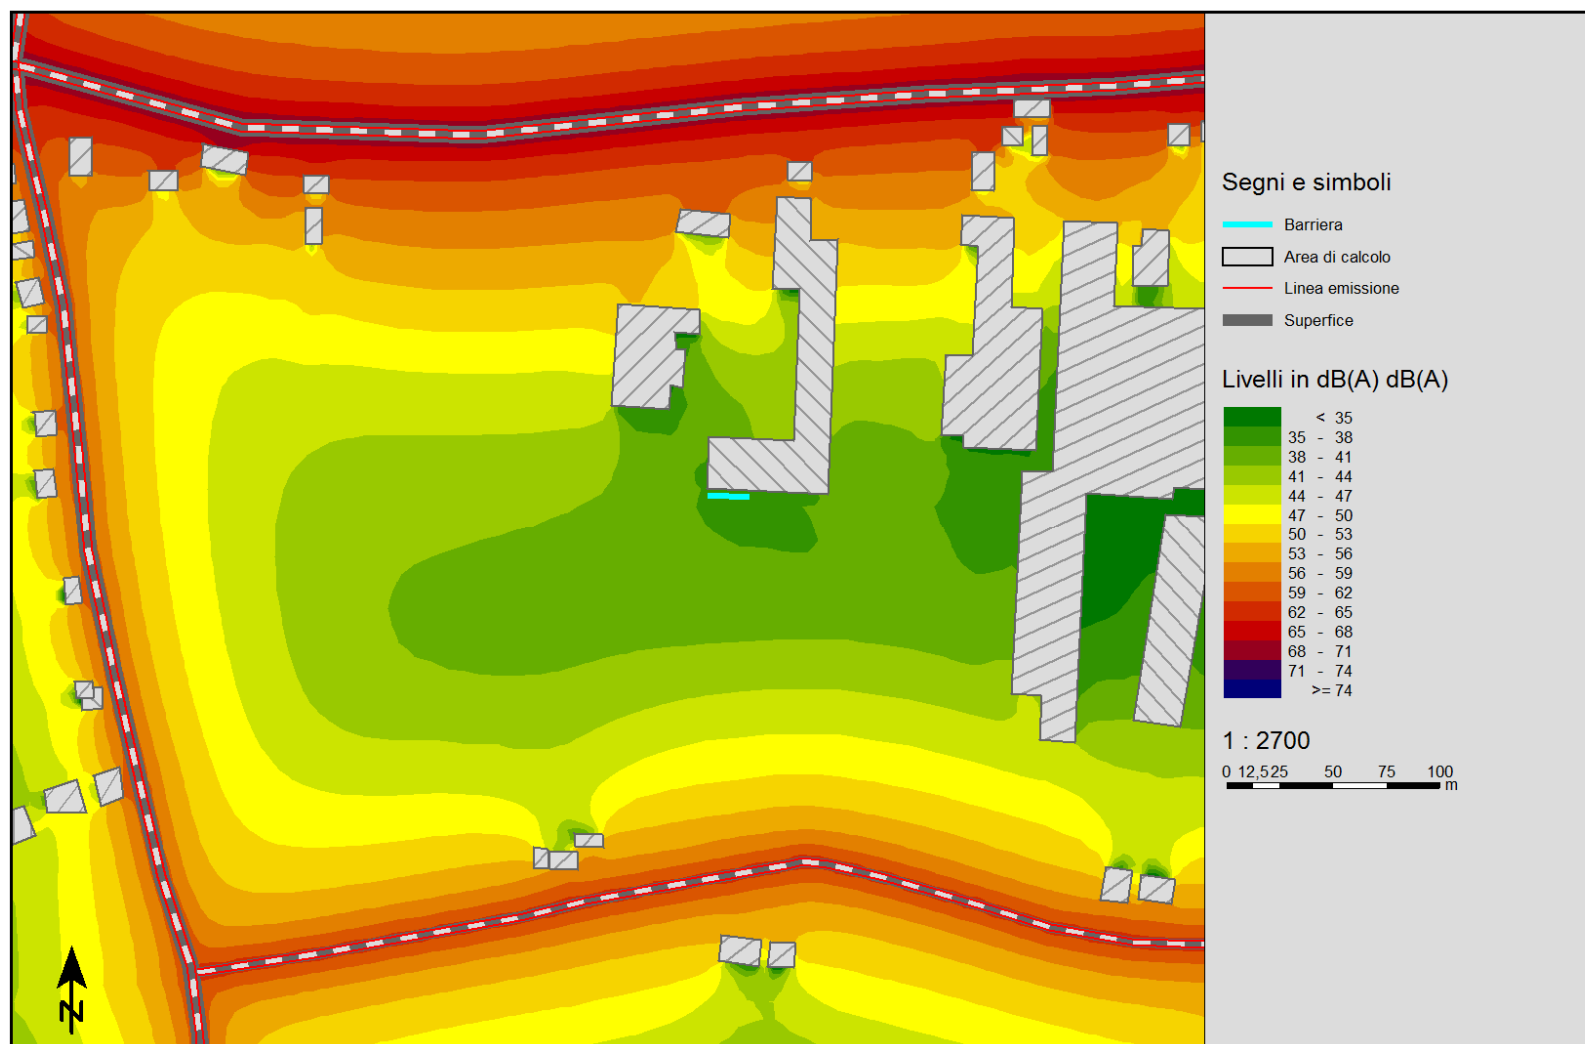 Segni e simboli
Barriera
Area di calcolo
Linea emissione
Superfice
Livelli in dB(A) dB(A)
< 35
35 - 38
38 - 41
41 - 44
44 - 47
47 - 50
50 - 53
53 - 56
56 - 59
59 - 62
62 - 65
65 - 68
68 - 71
71 - 74
>= 74
1 : 2700
0 12,525 50 75 100
m
N